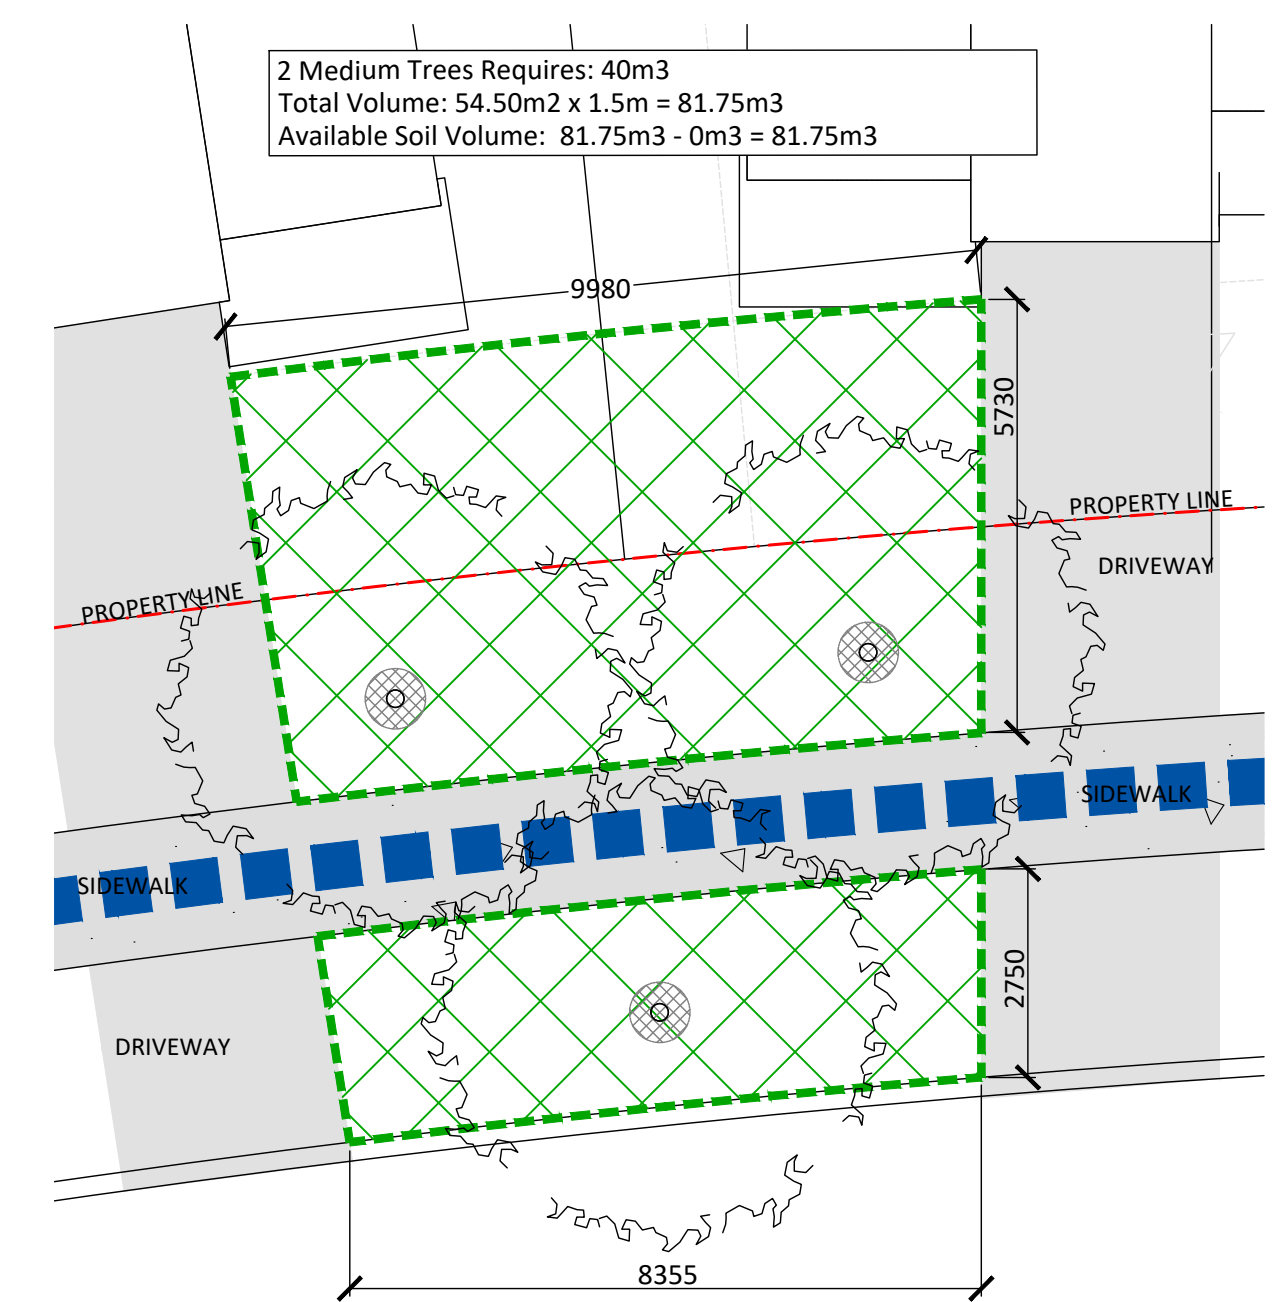 2 Medium Trees Requires: 40m3
Total Volume: 54.50m2 x 1.5m = 81.75m3
Available Soil Volume:  81.75m3 - 0m3 = 81.75m3
9980
5730
PROPERTY LINE
DRIVEWAY
PROPERTY LINE
SIDEWALK
SIDEWALK
2750
DRIVEWAY
8355